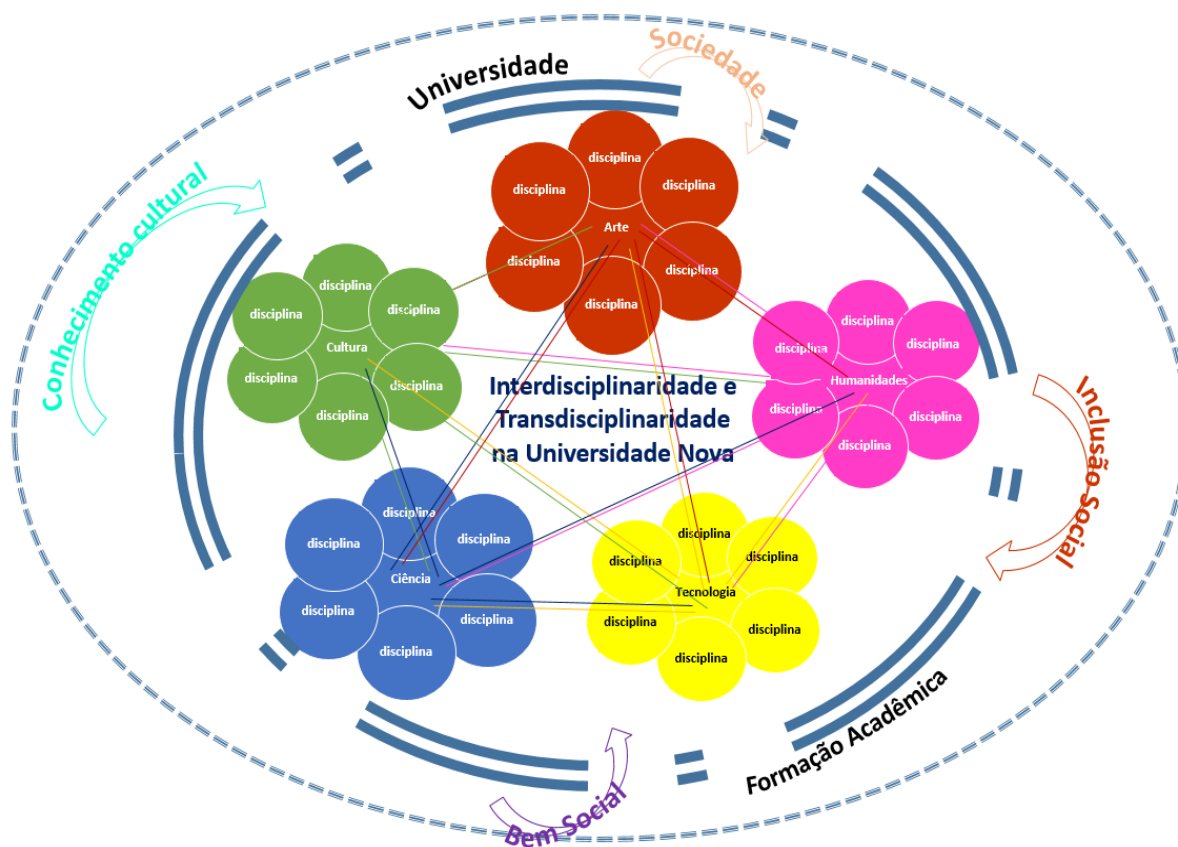 Sociedade
Universidade
Conhecimento cultural
disciplina
disciplina
disciplina
Arte
disciplina
disciplina
disciplina
disciplina
disciplina
disciplina
Cultura
disciplina
disciplina
disciplina
disciplina
disciplina
disciplina
disciplina
Humanidades
disciplina
disciplina
disciplina
Interdisciplinaridade e
Transdisciplinaridade
na Universidade Nova
disciplina
disciplina
disciplina
Ciência
disciplina
disciplina
disciplina
disciplina
disciplina
disciplina
Tecnologia
disciplina
disciplina
disciplina
Inclusão Social
Formação Acadêmica
Bem Social